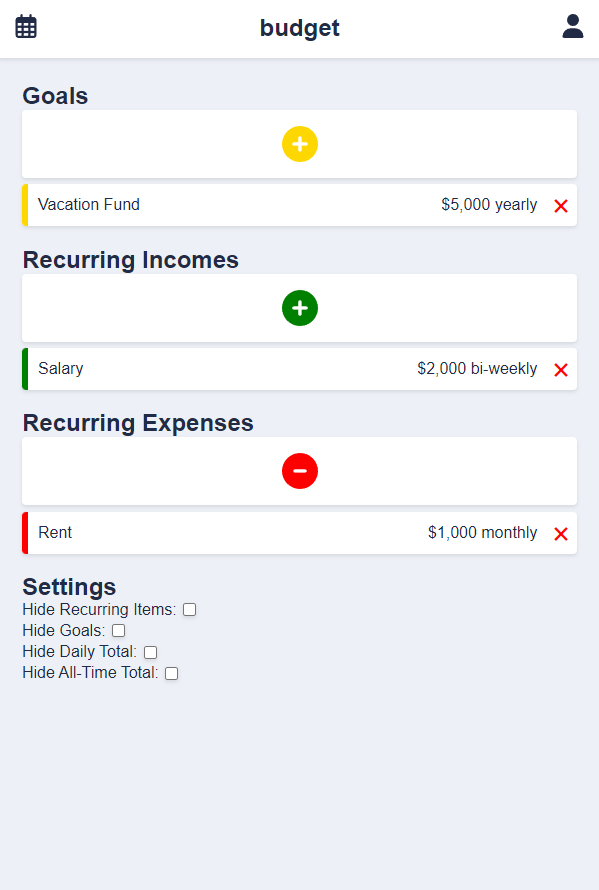 budget
Goals
Vacation Fund $5,000 yearly
Recurring Incomes
Salary $2,000 bi-weekly
Recurring Expenses
Rent $1,000 monthly
Settings
Hide Recurring Items:
Hide Goals:
Hide Daily Total:
Hide All-Time Total: